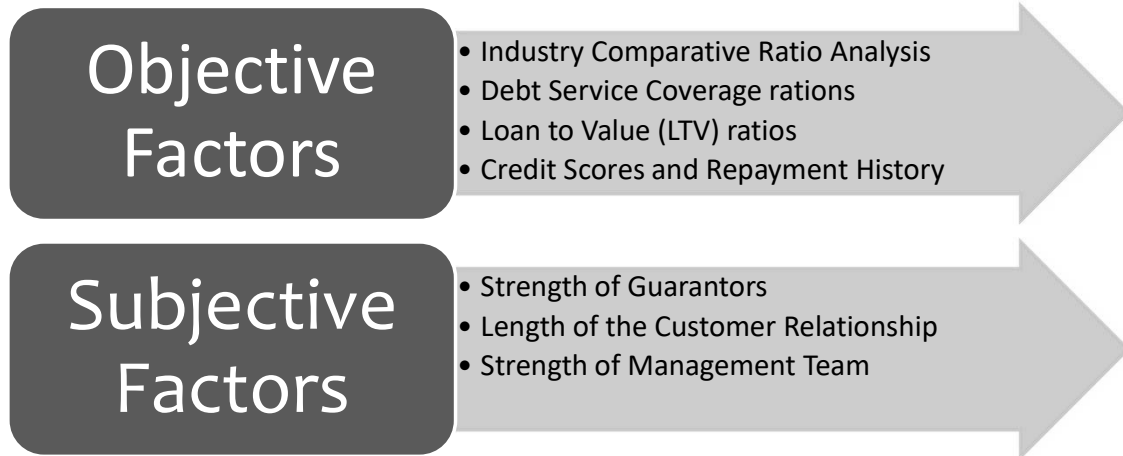 Objective
Factors
• Industry Comparative Ratio Analysis
• Debt Service Coverage rations
• Loan to Value (LTV) ratios
• Credit Scores and Repayment History
Subjective
Factors
• Strength of Guarantors
• Length of the Customer Relationship
• Strength of Management Team